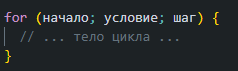 for (начало; условие; шаг) {
  // ... тело цикла ...
}